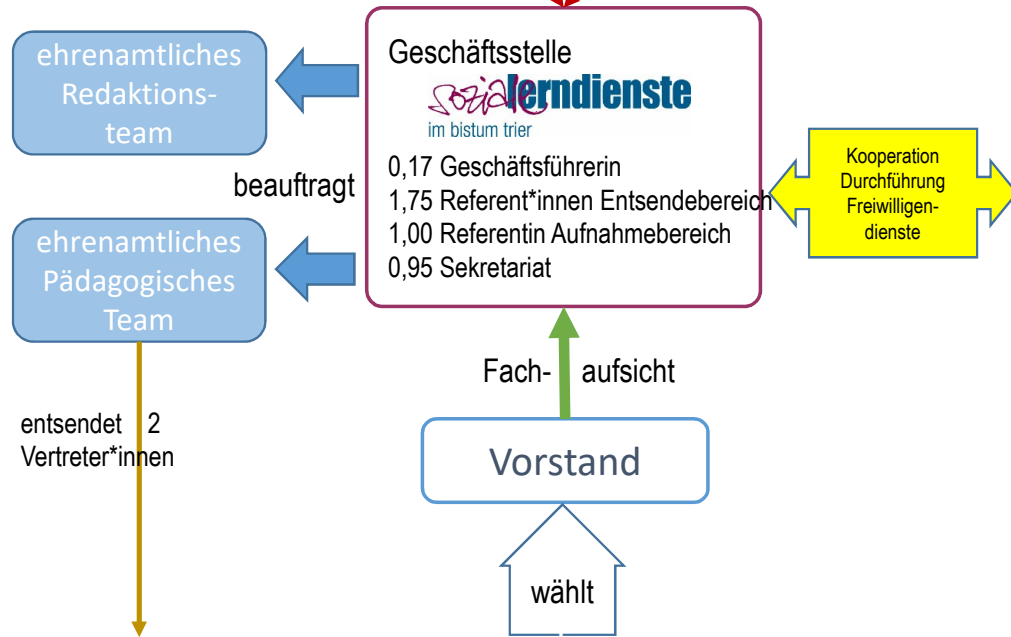 ehrenamtliches
Redaktions-
team
Geschäftsstelle
soziale lerndienste
im bistum trier
0,17 Geschäftsführerin
1,75 Referent*innen Entsendebereich
1,00 Referentin Aufnahmebereich
0,95 Sekretariat
beauftragt
Kooperation
Durchführung
Freiwilligen-
dienste
ehrenamtliches
Pädagogisches
Team
entsendet 2
Vertreter*innen
Fach- aufsicht
Vorstand
wählt